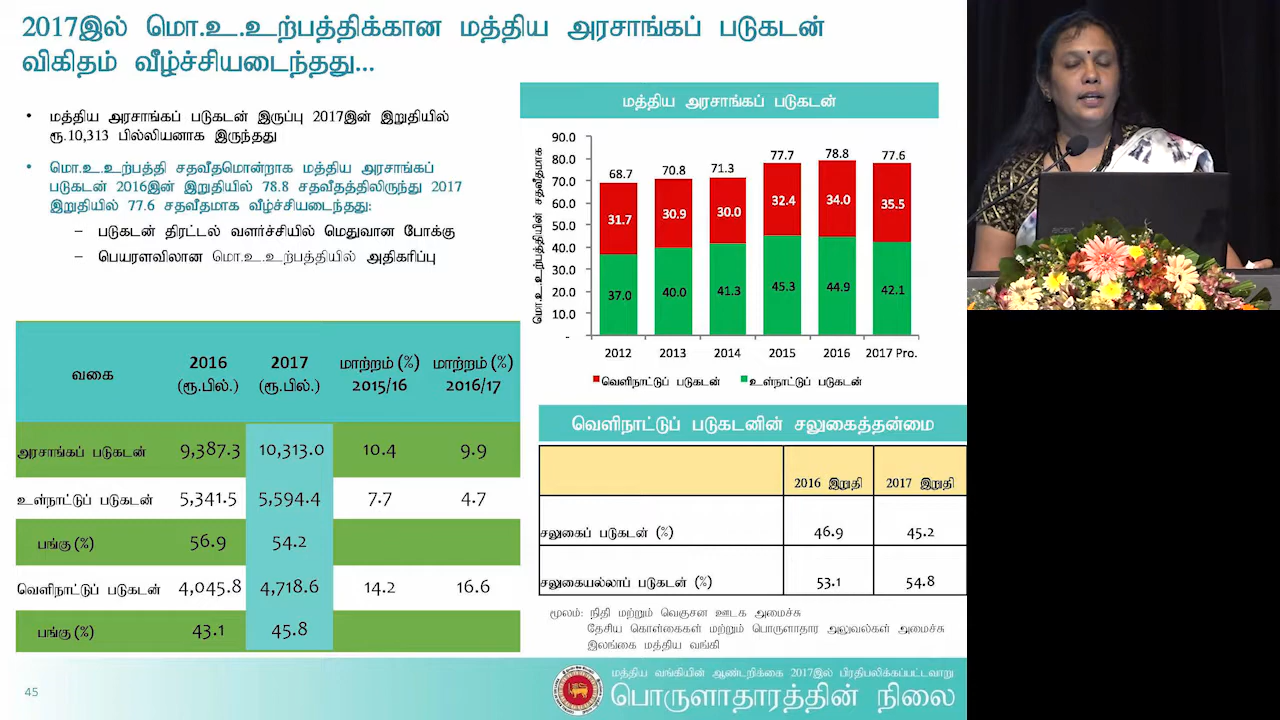 2017இல் மொ.உ.உற்பத்திக்கான மத்திய அரசாங்கப் படுகடன்
விகிதம் வீழ்ச்சியடைந்தது...
• மத்திய அரசாங்கப் படுகடன் இருப்பு 2017இன் இறுதியில்
ரூ.10,313 பில்லியனாக இருந்தது
• மொ.உ.உற்பத்தி சதவீதமொன்றாக மத்திய அரசாங்கப்
படுகடன் 2016இன் இறுதியில் 78.8 சதவீதத்திலிருந்து 2017
இறுதியில் 77.6 சதவீதமாக வீழ்ச்சியடைந்தது:
– படுகடன் திரட்டல் வளர்ச்சியில் மெதுவான போக்கு
– பெயரளவிலான மொ.உ.உற்பத்தியில் அதிகரிப்பு
வகை 2016 (ரூ.பில்.) 2017 (ரூ.பில்.) மாற்றம் (%) 2015/16 மாற்றம் (%) 2016/17
அரசாங்கப் படுகடன் 9,387.3 10,313.0 10.4 9.9
உள்நாட்டுப் படுகடன் 5,341.5 5,594.4 7.7 4.7
பங்கு (%) 56.9 54.2
வெளிநாட்டுப் படுகடன் 4,045.8 4,718.6 14.2 16.6
பங்கு (%) 43.1 45.8
மத்திய அரசாங்கப் படுகடன்
மொ.உ.உற்பத்தியின் சதவீதமாக
90.0
80.0
70.0
60.0
50.0
40.0
30.0
20.0
10.0
-
68.7 70.8 71.3 77.7 78.8 77.6
31.7 30.9 30.0 32.4 34.0 35.5
37.0 40.0 41.3 45.3 44.9 42.1
2012 2013 2014 2015 2016 2017 Pro.
வெளிநாட்டுப் படுகடன் உள்நாட்டுப் படுகடன்
வெளிநாட்டுப் படுகடனின் சலுகைத்தன்மை
2016 இறுதி 2017 இறுதி
சலுகைப் படுகடன் (%) 46.9 45.2
சலுகையல்லாப் படுகடன் (%) 53.1 54.8
மூலம்: நிதி மற்றும் வெகுசன ஊடக அமைச்சு
தேசிய கொள்கைகள் மற்றும் பொருளாதார அலுவல்கள் அமைச்சு
இலங்கை மத்திய வங்கி
45
மத்திய வங்கியின் ஆண்டறிக்கை 2017இல் பிரதிபலிக்கப்பட்டவாறு
பொருளாதாரத்தின் நிலை
acer